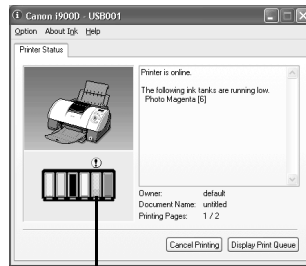 Canon i900D - USB001
Option About Ink Help
Printer Status
Printer is online.
The following ink tanks are running low.
Photo Magenta [6]
Owner: default
Document Name: untitled
Printing Pages: 1 / 2
Cancel Printing Display Print Queue